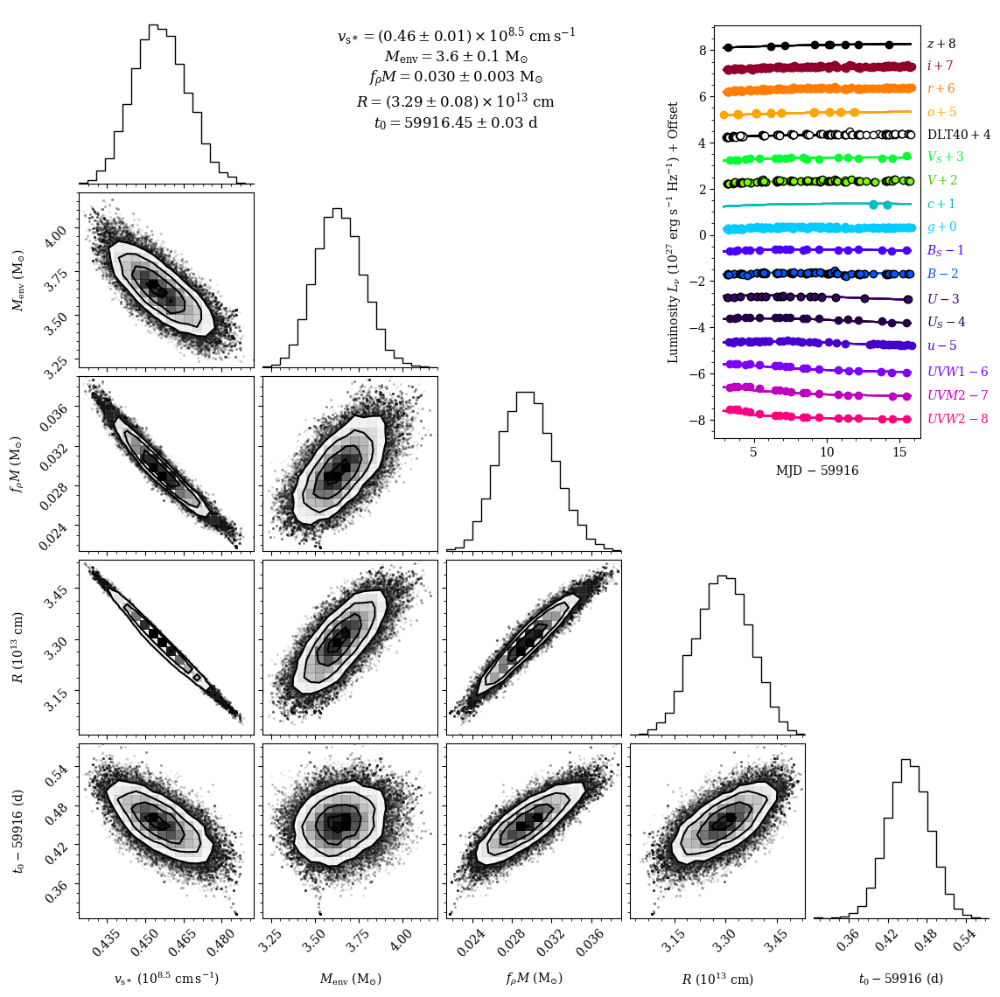 v_s* = (0.46 ± 0.01) × 10^8.5 cm s^−1
M_env = 3.6 ± 0.1 M_⊙
f_ρ M = 0.030 ± 0.003 M_⊙
R = (3.29 ± 0.08) × 10^13 cm
t_0 = 59916.45 ± 0.03 d
Luminosity L_ν (10^27 erg s^−1 Hz^−1) + Offset
8
6
4
2
0
−2
−4
−6
−8
z + 8
i + 7
r + 6
o + 5
DLT40 + 4
V_S + 3
V + 2
c + 1
g + 0
B_S − 1
B − 2
U − 3
U_S − 4
u − 5
UVW1 − 6
UVM2 − 7
UVW2 − 8
5 10 15
MJD − 59916
M_env (M_⊙)
4.00
3.75
3.50
3.25
f_ρ M (M_⊙)
0.036
0.032
0.028
0.024
R (10^13 cm)
3.45
3.30
3.15
t_0 − 59916 (d)
0.54
0.48
0.42
0.36
0.435 0.450 0.465 0.480 3.25 3.50 3.75 4.00 0.024 0.028 0.032 0.036 3.15 3.30 3.45 0.36 0.42 0.48 0.54
v_s* (10^8.5 cm s^−1) M_env (M_⊙) f_ρ M (M_⊙) R (10^13 cm) t_0 − 59916 (d)